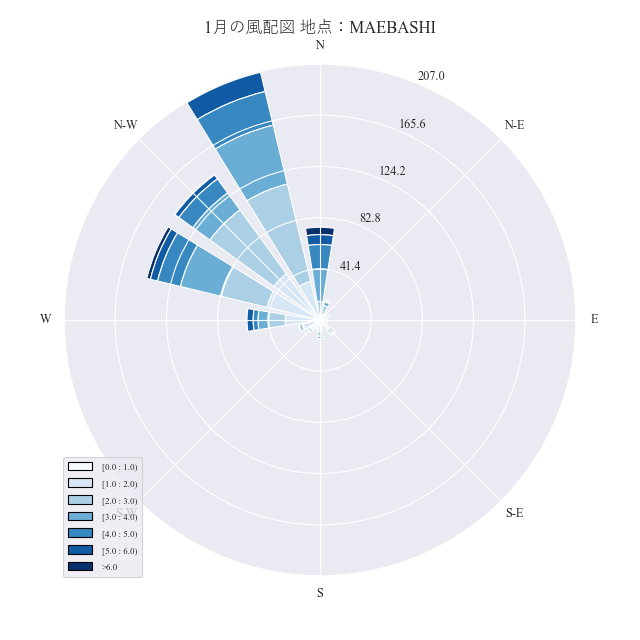 1月の風配図 地点：MAEBASHI
N
207.0
N-W
N-E
165.6
124.2
82.8
41.4
W
E
[0.0 : 1.0)
[1.0 : 2.0)
[2.0 : 3.0)
[3.0 : 4.0)
[4.0 : 5.0)
[5.0 : 6.0)
>6.0
S-W
S-E
S